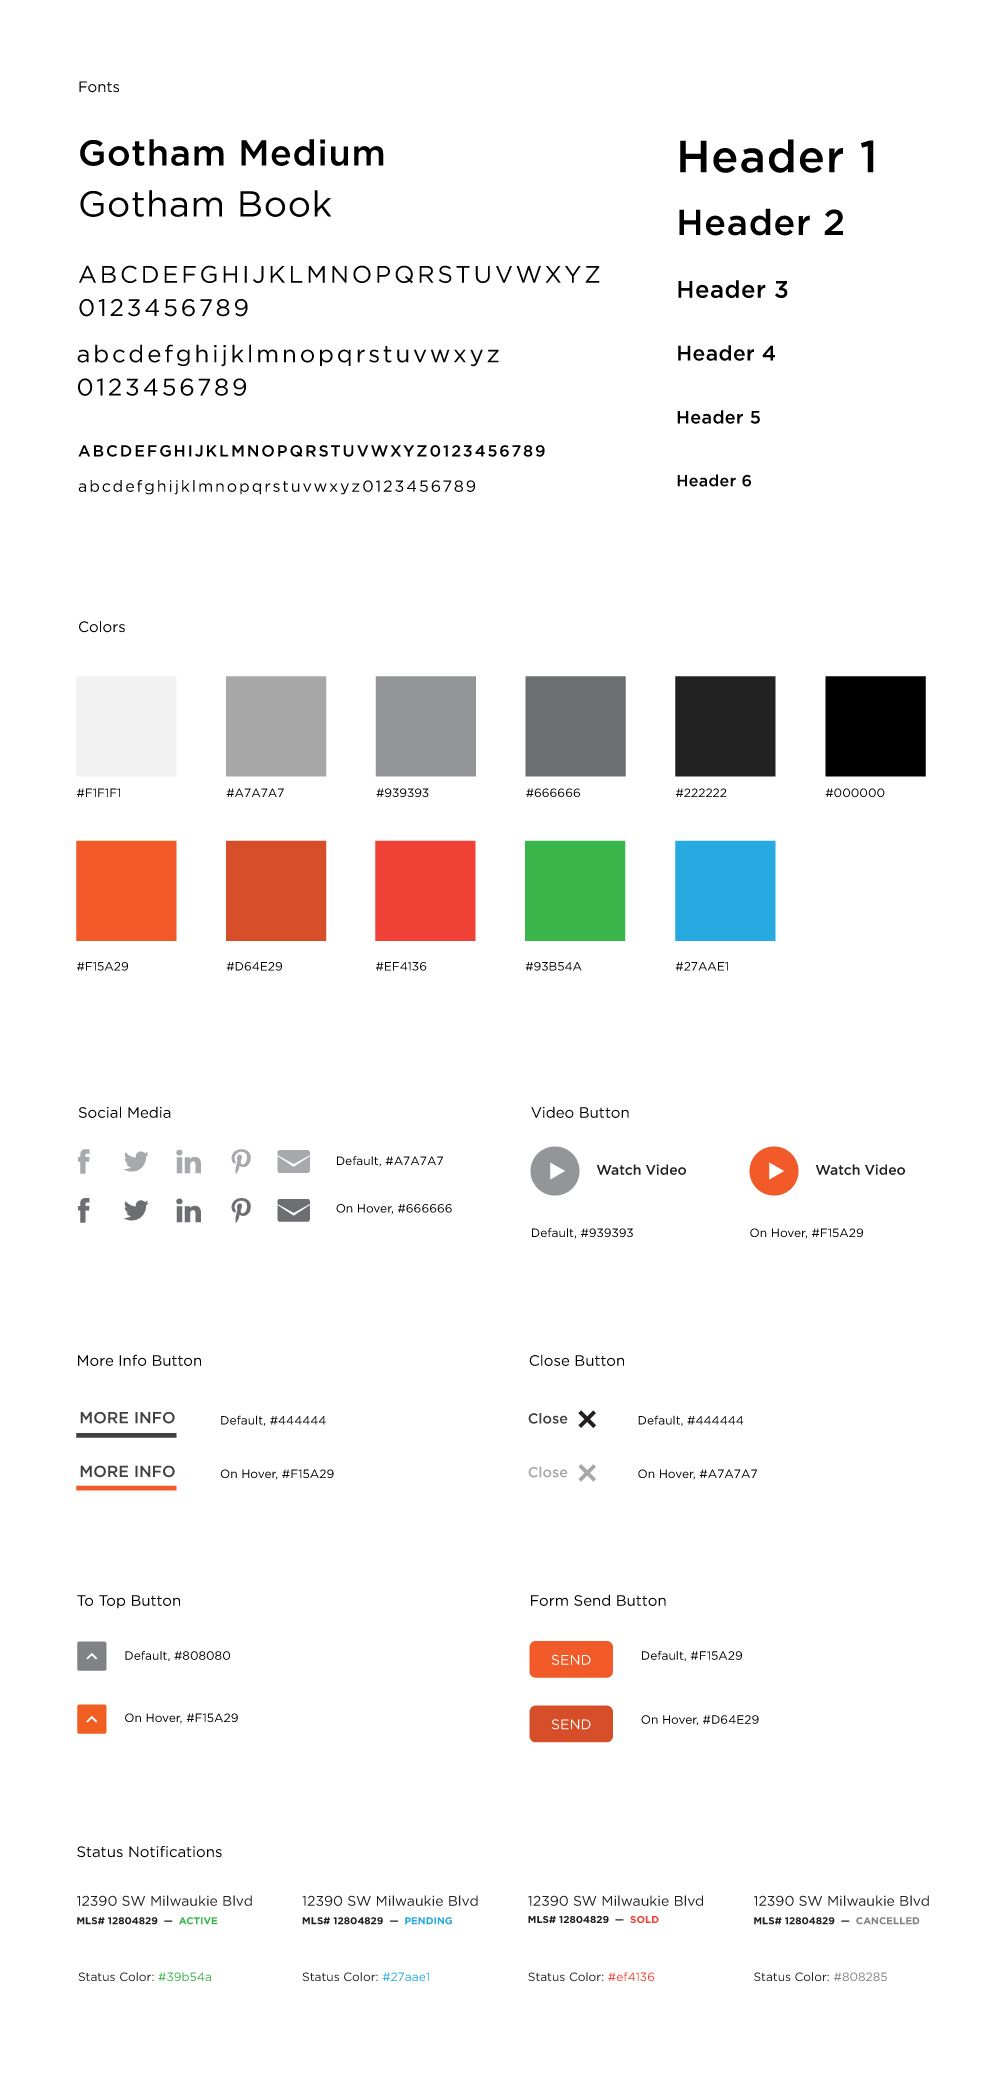 Fonts
Gotham Medium
Gotham Book
ABCDEFGHIJKLMNOPQRSTUVWXYZ
0123456789
abcdefghijklmnopqrstuvwxyz
0123456789
ABCDEFGHIJKLMNOPQRSTUVWXYZ0123456789
abcdefghijklmnopqrstuvwxyz0123456789
Header 1
Header 2
Header 3
Header 4
Header 5
Header 6
Colors
#F1F1F1
#A7A7A7
#939393
#666666
#222222
#000000
#F15A29
#D64E29
#EF4136
#93B54A
#27AAE1
Social Media
Default, #A7A7A7
On Hover, #666666
Video Button
Watch Video
Default, #939393
Watch Video
On Hover, #F15A29
More Info Button
MORE INFO
Default, #444444
MORE INFO
On Hover, #F15A29
Close Button
Close
Default, #444444
Close
On Hover, #A7A7A7
To Top Button
Default, #808080
On Hover, #F15A29
Form Send Button
SEND
Default, #F15A29
SEND
On Hover, #D64E29
Status Notifications
12390 SW Milwaukie Blvd
MLS# 12804829 — ACTIVE
Status Color: #39b54a
12390 SW Milwaukie Blvd
MLS# 12804829 — PENDING
Status Color: #27aae1
12390 SW Milwaukie Blvd
MLS# 12804829 — SOLD
Status Color: #ef4136
12390 SW Milwaukie Blvd
MLS# 12804829 — CANCELLED
Status Color: #808285